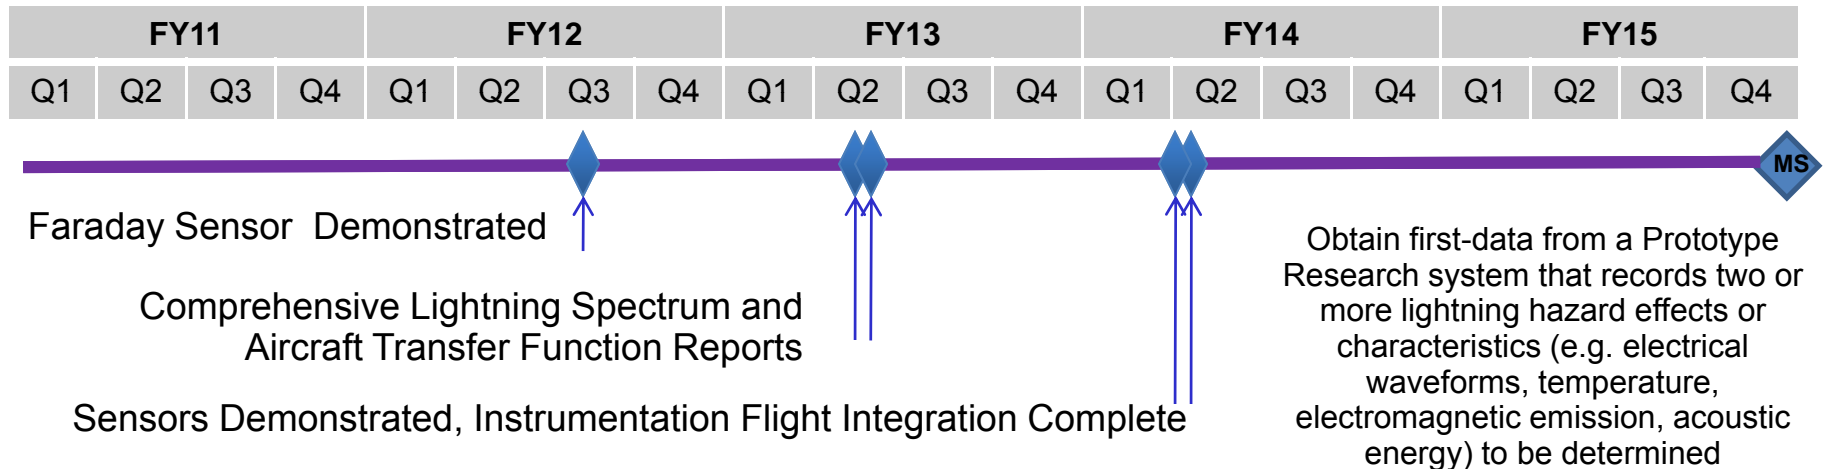 FY11 FY12 FY13 FY14 FY15
Q1 Q2 Q3 Q4 Q1 Q2 Q3 Q4 Q1 Q2 Q3 Q4 Q1 Q2 Q3 Q4 Q1 Q2 Q3 Q4
MS
Faraday Sensor Demonstrated
Comprehensive Lightning Spectrum and
Aircraft Transfer Function Reports
Sensors Demonstrated, Instrumentation Flight Integration Complete
Obtain first-data from a Prototype
Research system that records two or
more lightning hazard effects or
characteristics (e.g. electrical
waveforms, temperature,
electromagnetic emission, acoustic
energy) to be determined